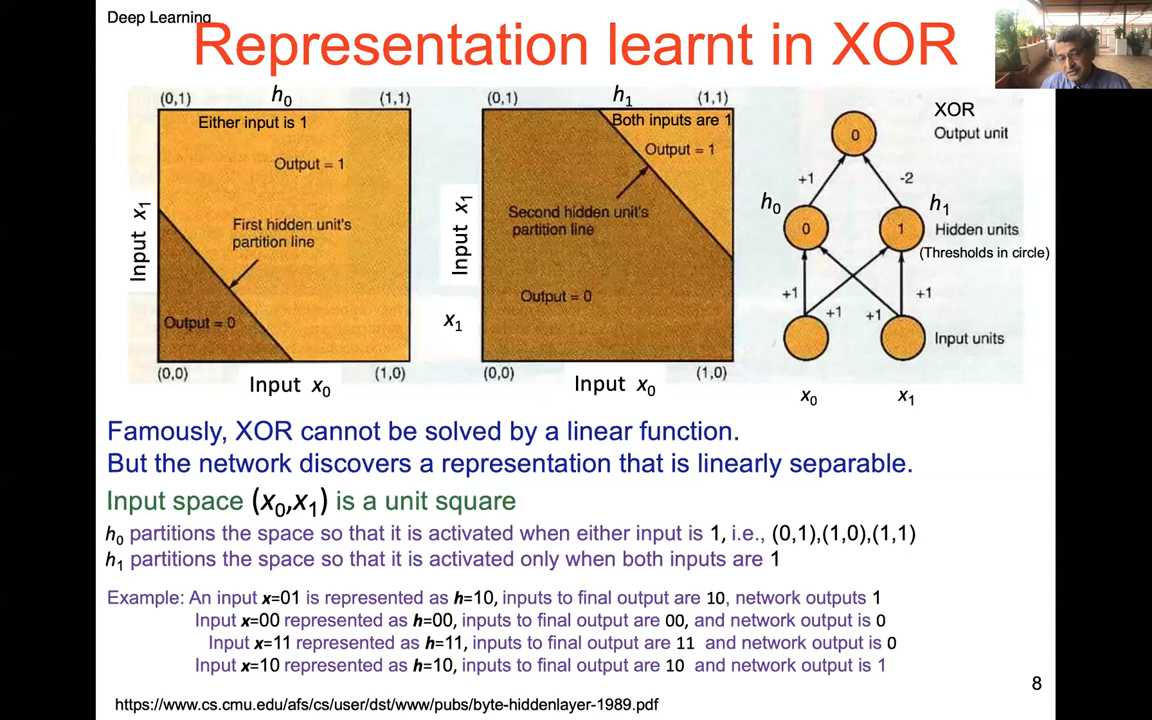 Deep Learning
Representation learnt in XOR
(0,1) h0 (1,1)
Either input is 1
Output = 1
Input x1
First hidden unit's
partition line
Output = 0
(0,0) (1,0)
Input x0
(0,1) h1 (1,1)
Both inputs are 1
Output = 1
Input x1
Second hidden unit's
partition line
Output = 0
x1
(0,0) (1,0)
Input x0
XOR
0 Output unit
+1 -2
h0 h1
0 1 Hidden units
(Thresholds in circle)
+1 +1 +1 +1
Input units
x0 x1
Famously, XOR cannot be solved by a linear function.
But the network discovers a representation that is linearly separable.
Input space (x0,x1) is a unit square
h0 partitions the space so that it is activated when either input is 1, i.e., (0,1),(1,0),(1,1)
h1 partitions the space so that it is activated only when both inputs are 1
Example: An input x=01 is represented as h=10, inputs to final output are 10, network outputs 1
Input x=00 represented as h=00, inputs to final output are 00, and network output is 0
Input x=11 represented as h=11, inputs to final output are 11 and network output is 0
Input x=10 represented as h=10, inputs to final output are 10 and network output is 1
8
https://www.cs.cmu.edu/afs/cs/user/dst/www/pubs/byte-hiddenlayer-1989.pdf